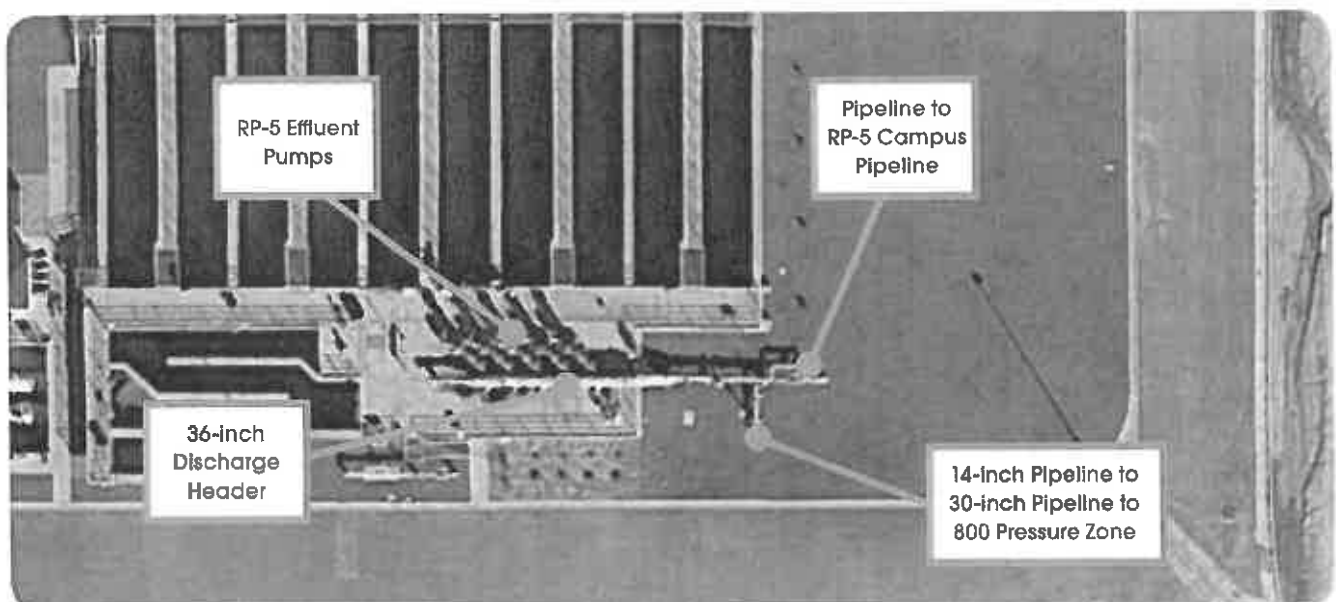 RP-5 Effluent
Pumps
Pipeline to
RP-5 Campus
Pipeline
36-inch
Discharge
Header
14-inch Pipeline to
30-inch Pipeline to
800 Pressure Zone